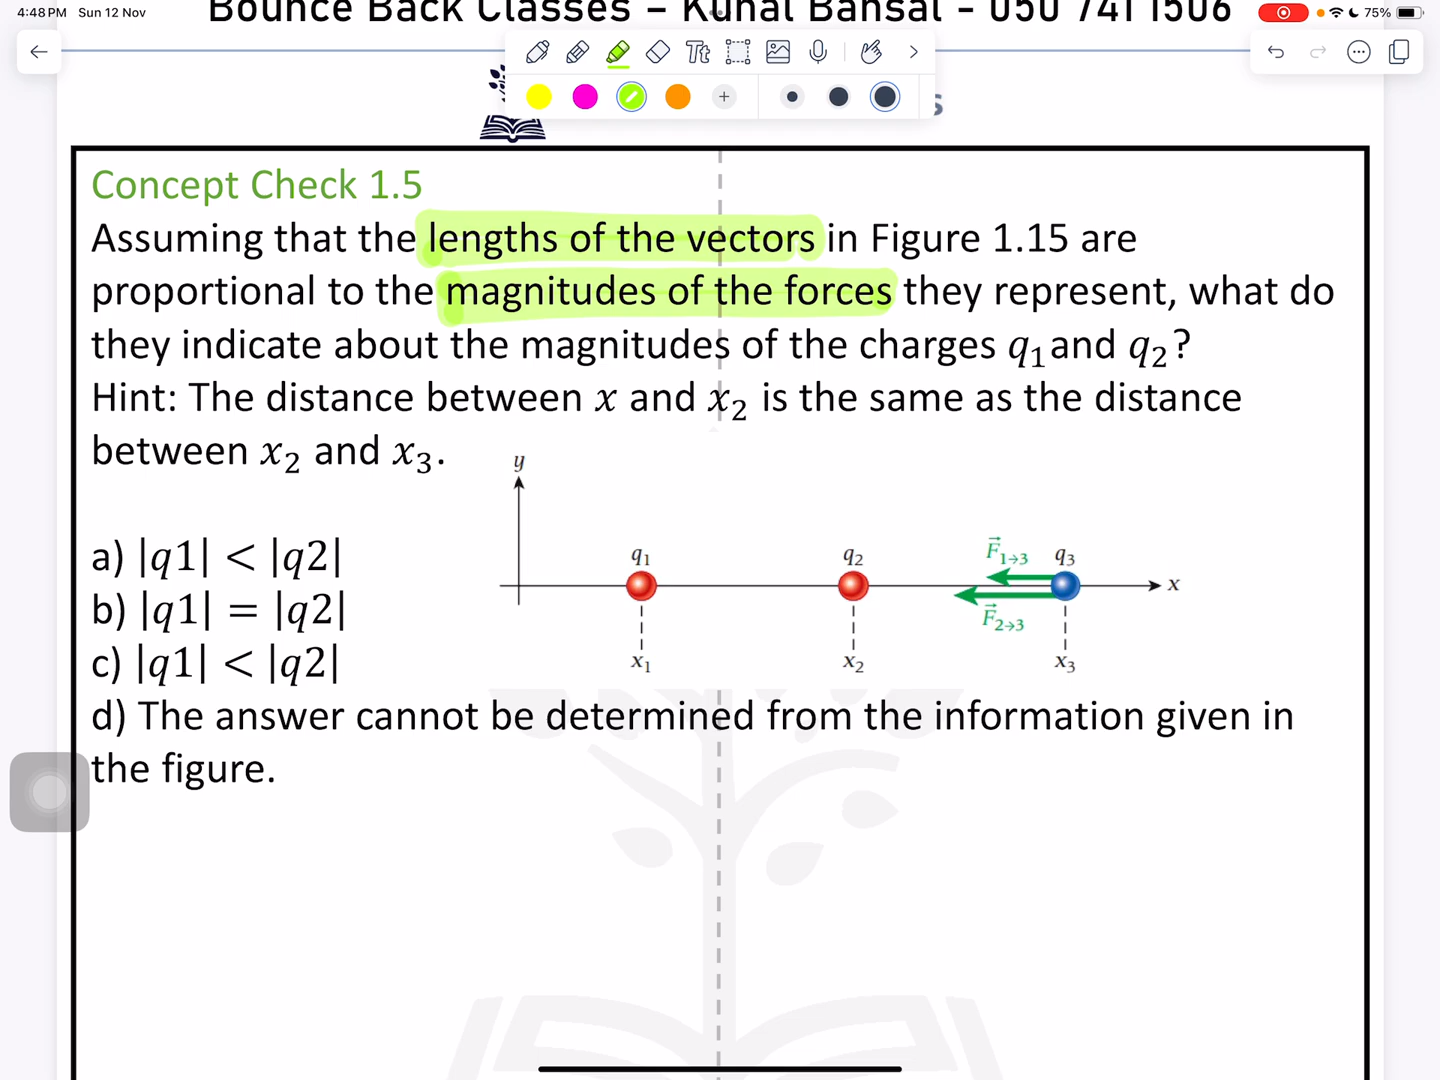 4:48 PM Sun 12 Nov
Bounce Back Classes – Kunal Bansal - 050 7411506
75%
Tt
s
Concept Check 1.5
Assuming that the lengths of the vectors in Figure 1.15 are
proportional to the magnitudes of the forces they represent, what do
they indicate about the magnitudes of the charges q₁and q₂?
Hint: The distance between x and x₂ is the same as the distance
between x₂ and x₃.
y
a) |q1| < |q2|
b) |q1| = |q2|
c) |q1| < |q2|
q₁ q₂ F⃗₁→₃ q₃
x
F⃗₂→₃
x₁ x₂ x₃
d) The answer cannot be determined from the information given in
the figure.